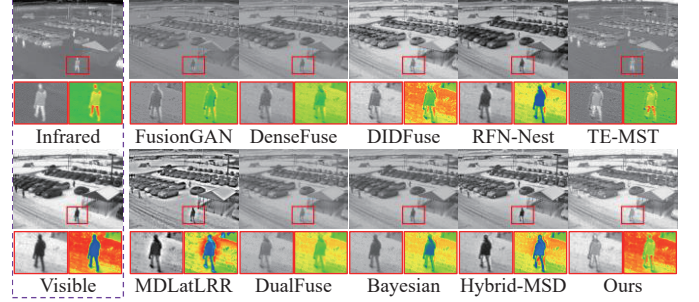 Infrared FusionGAN DenseFuse DIDFuse RFN-Nest TE-MST
Visible MDLatLRR DualFuse Bayesian Hybrid-MSD Ours